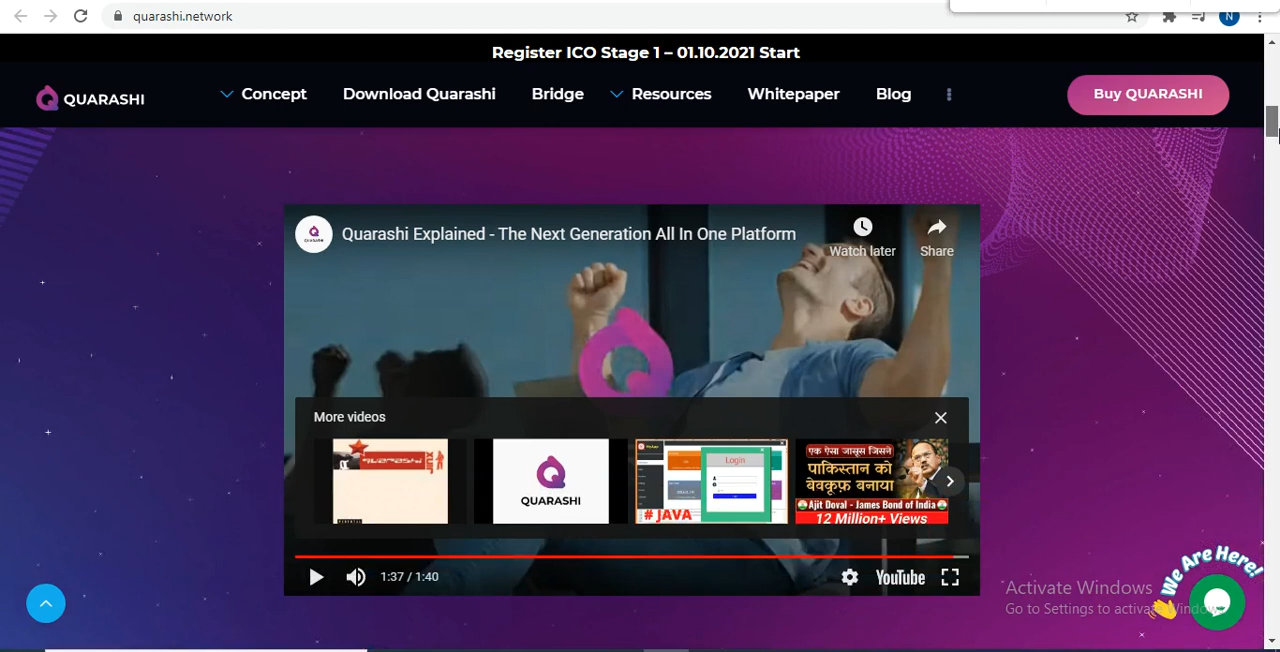 quarashi.network
N
Register ICO Stage 1 – 01.10.2021 Start
QUARASHI
Concept
Download Quarashi
Bridge
Resources
Whitepaper
Blog
Buy QUARASHI
Quarashi Explained - The Next Generation All In One Platform
Watch later
Share
More videos
QUARASHI
Login
# JAVA
एक ऐसा जासूस जिसने
पाकिस्तान को
बेवकूफ़ बनाया
Ajit Doval - James Bond of India
12 Million+ Views
1:37 / 1:40
YouTube
We Are Here!
Activate Windows
Go to Settings to activate Windows.